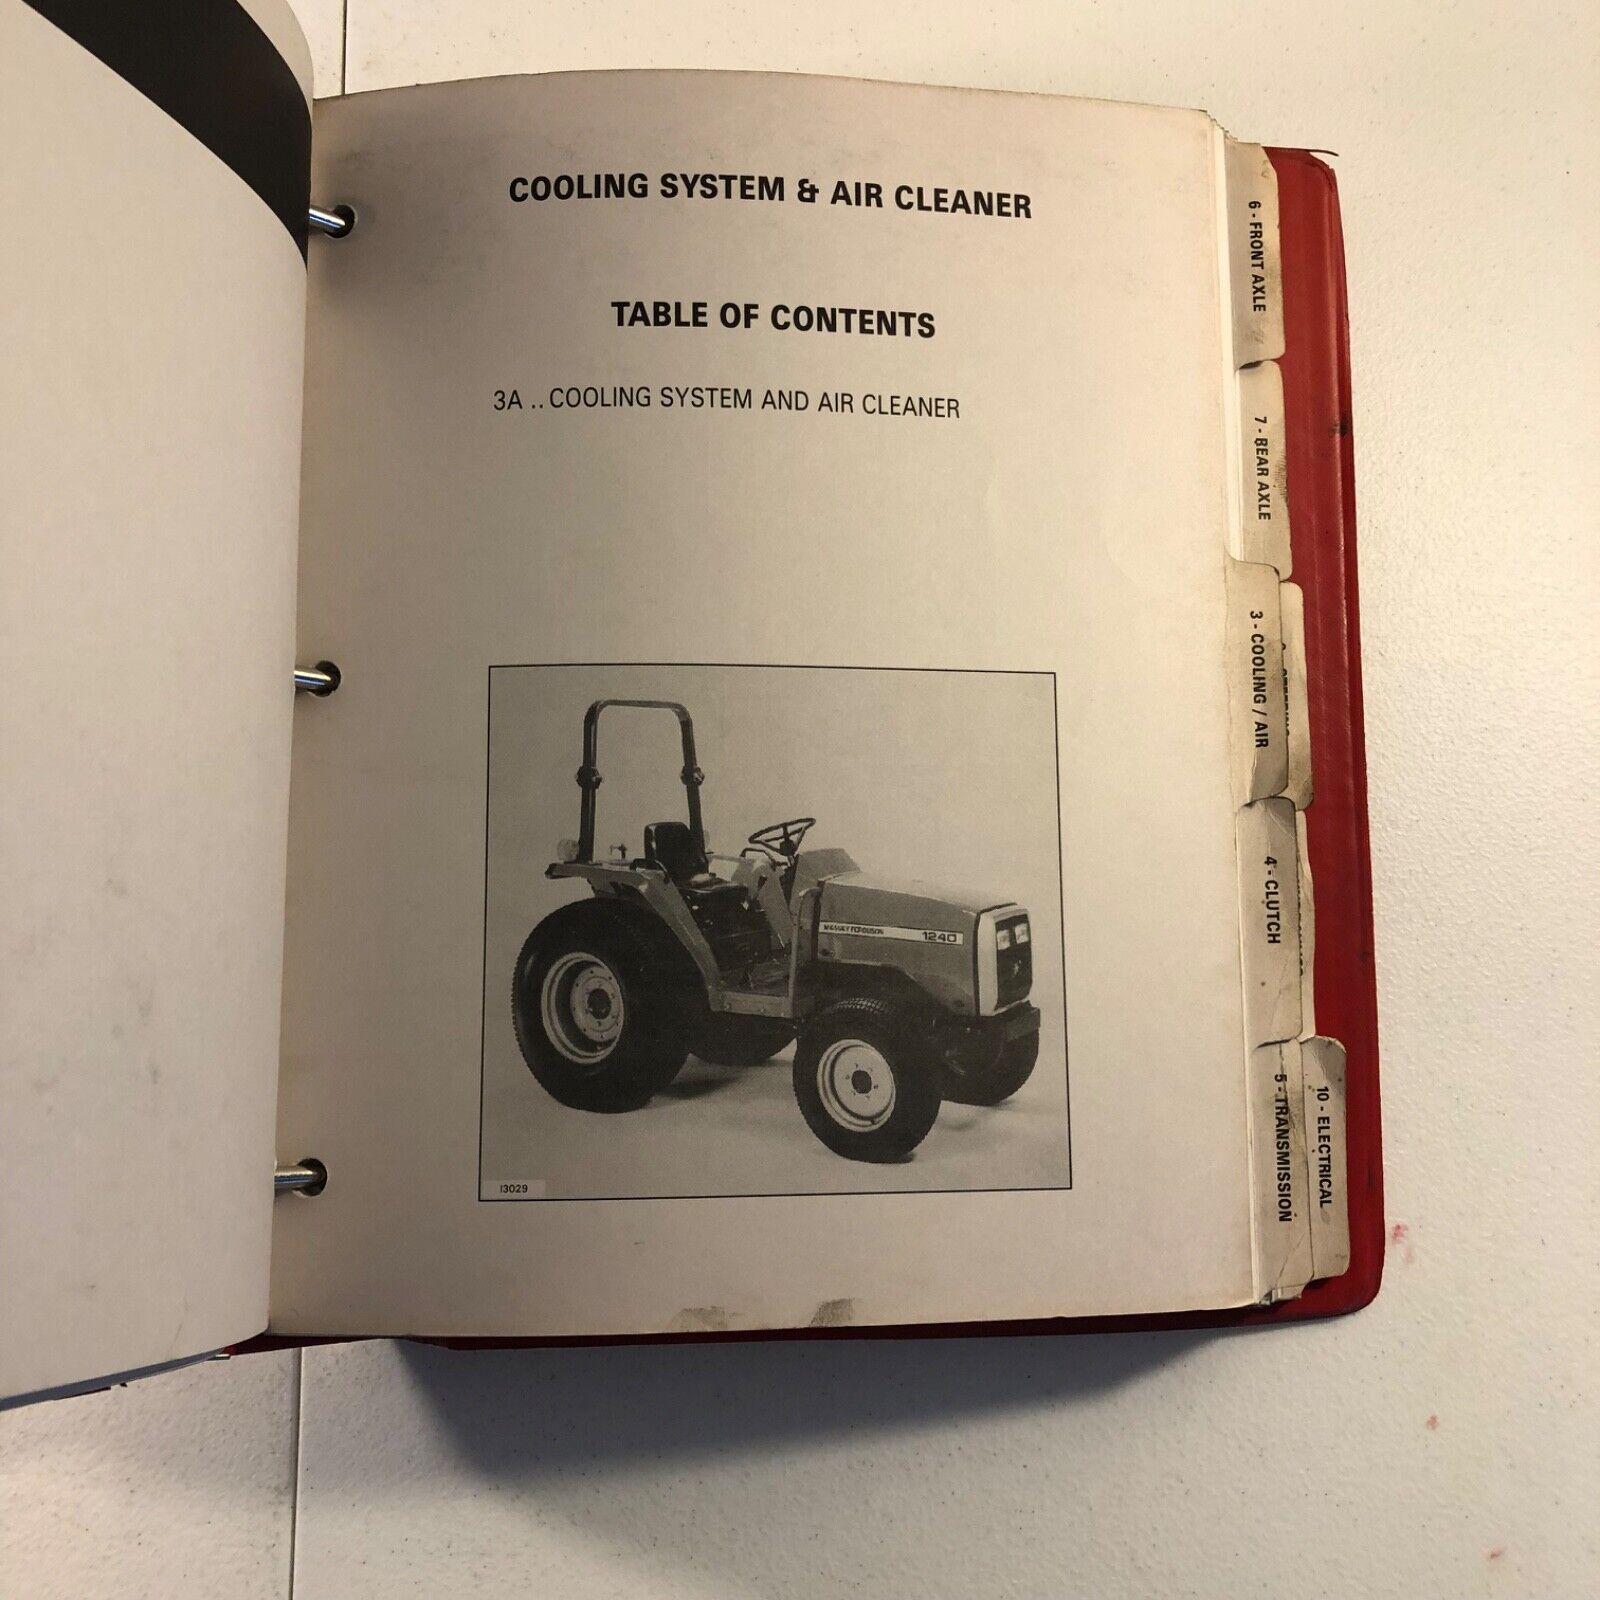 COOLING SYSTEM & AIR CLEANER
TABLE OF CONTENTS
3A .. COOLING SYSTEM AND AIR CLEANER
MASSEY FERGUSON
1240
I3029
6 - FRONT AXLE
7 - REAR AXLE
3 - COOLING / AIR
4 - CLUTCH
5 - TRANSMISSION
10 - ELECTRICAL